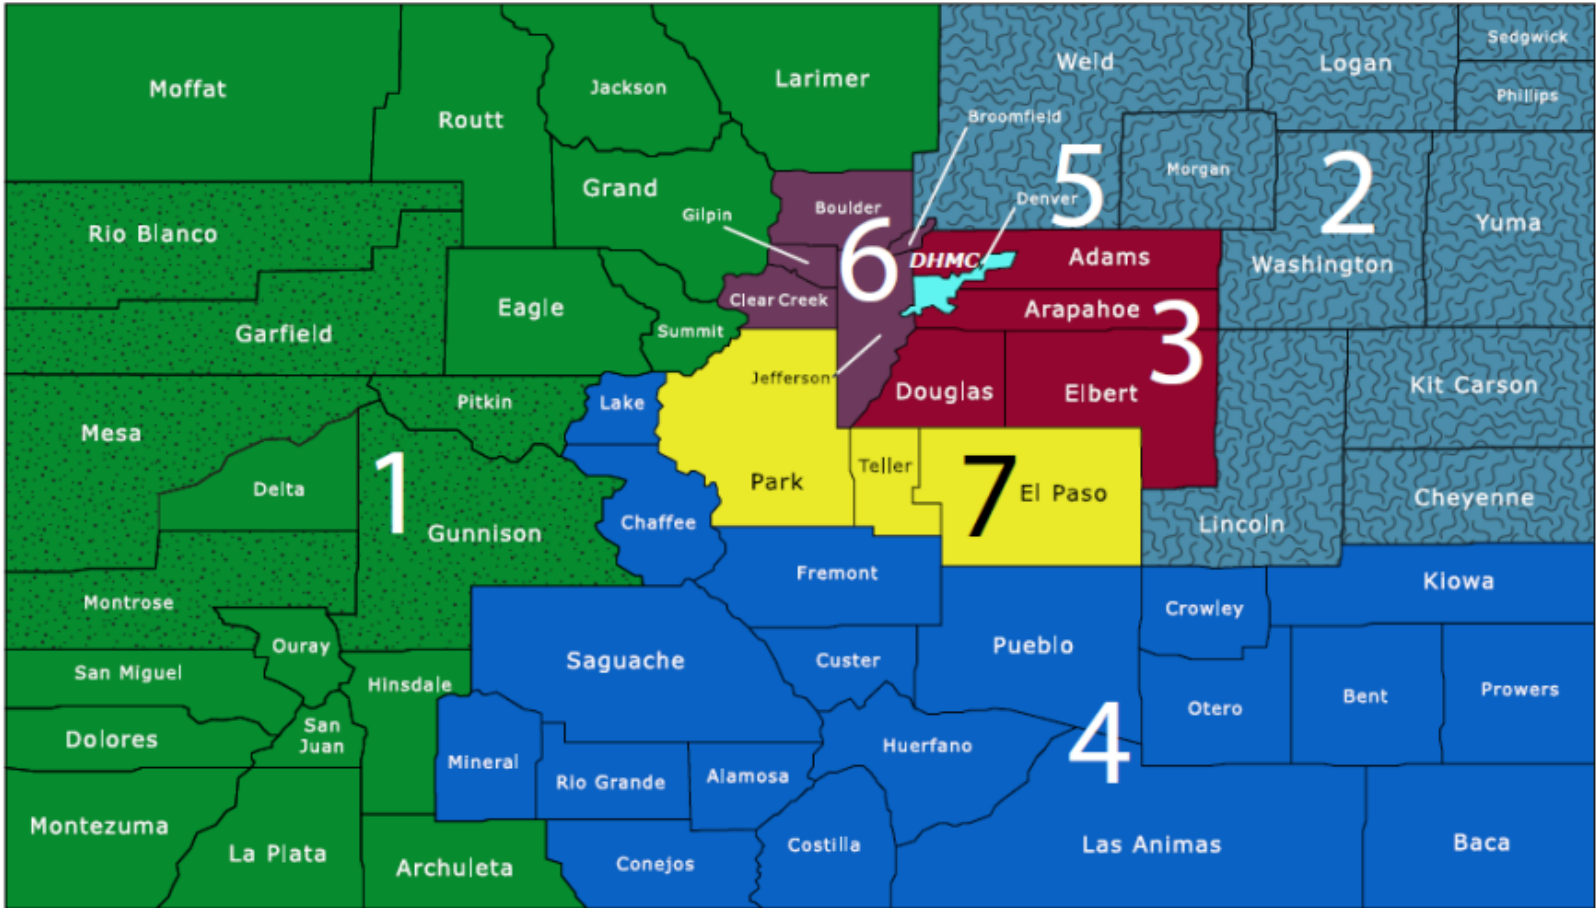 Sedgwick
Moffat
Jackson
Larimer
Weld
Logan
Phillips
Routt
Broomfield
Morgan
Grand
5
2
Gilpin
Boulder
Denver
Yuma
Rio Blanco
6
DHMC
Adams
Washington
Eagle
Clear Creek
Arapahoe
Garfield
Summit
3
Jefferson
Douglas
Elbert
Kit Carson
Pitkin
Lake
Mesa
Delta
1
Park
Teller
7
El Paso
Cheyenne
Gunnison
Chaffee
Lincoln
Montrose
Fremont
Kiowa
Crowley
Ouray
Saguache
Custer
Pueblo
San Miguel
Hinsdale
Prowers
Bent
Otero
Dolores
San
Juan
Mineral
Rio Grande
Alamosa
Huerfano
4
Montezuma
La Plata
Archuleta
Conejos
Costilla
Las Animas
Baca